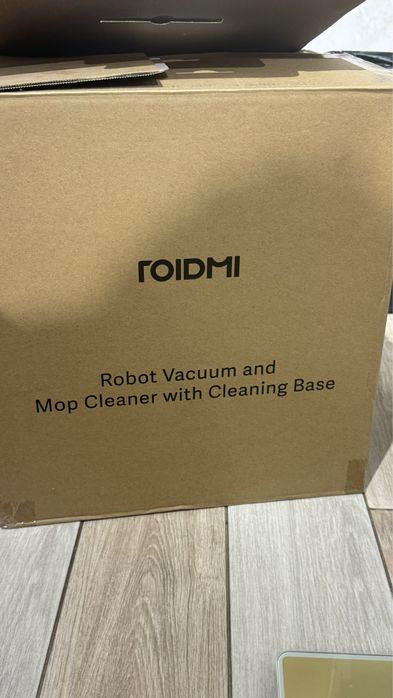 ROIDMI
Robot Vacuum and
Mop Cleaner with Cleaning Base